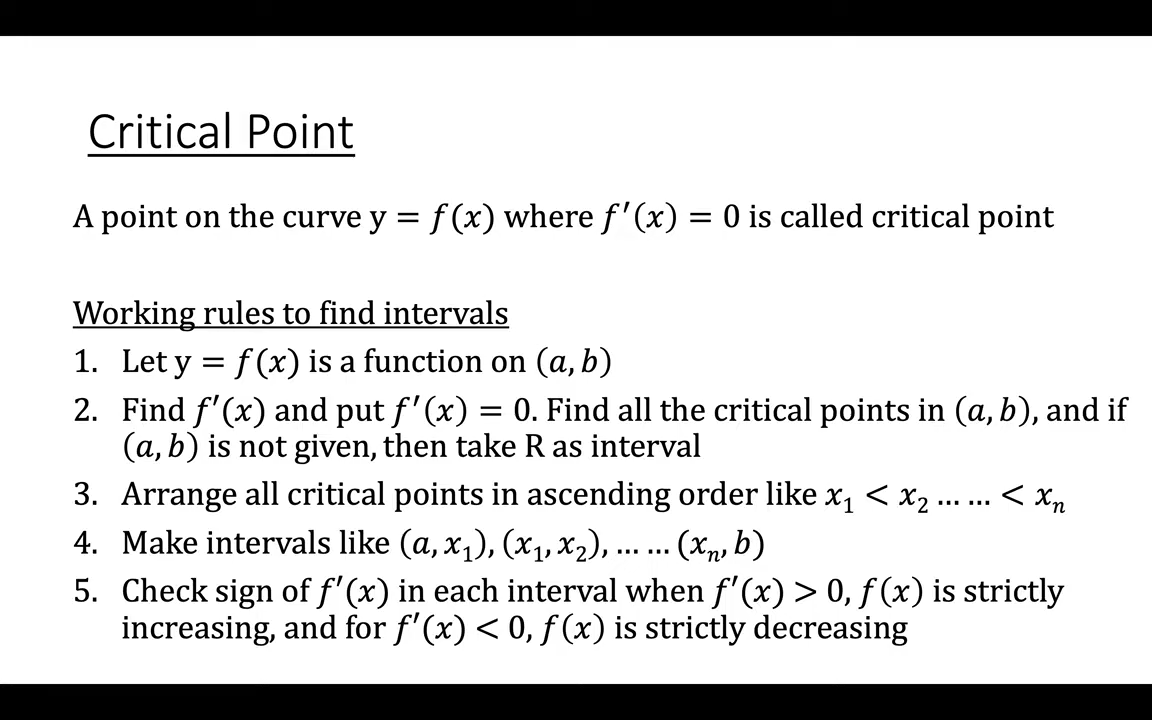 Critical Point
A point on the curve y = f(x) where f′(x) = 0 is called critical point
Working rules to find intervals
1. Let y = f(x) is a function on (a, b)
2. Find f′(x) and put f′(x) = 0. Find all the critical points in (a, b), and if
(a, b) is not given, then take R as interval
3. Arrange all critical points in ascending order like x₁ < x₂ … … < xₙ
4. Make intervals like (a, x₁), (x₁, x₂), … … (xₙ, b)
5. Check sign of f′(x) in each interval when f′(x) > 0, f(x) is strictly
increasing, and for f′(x) < 0, f(x) is strictly decreasing